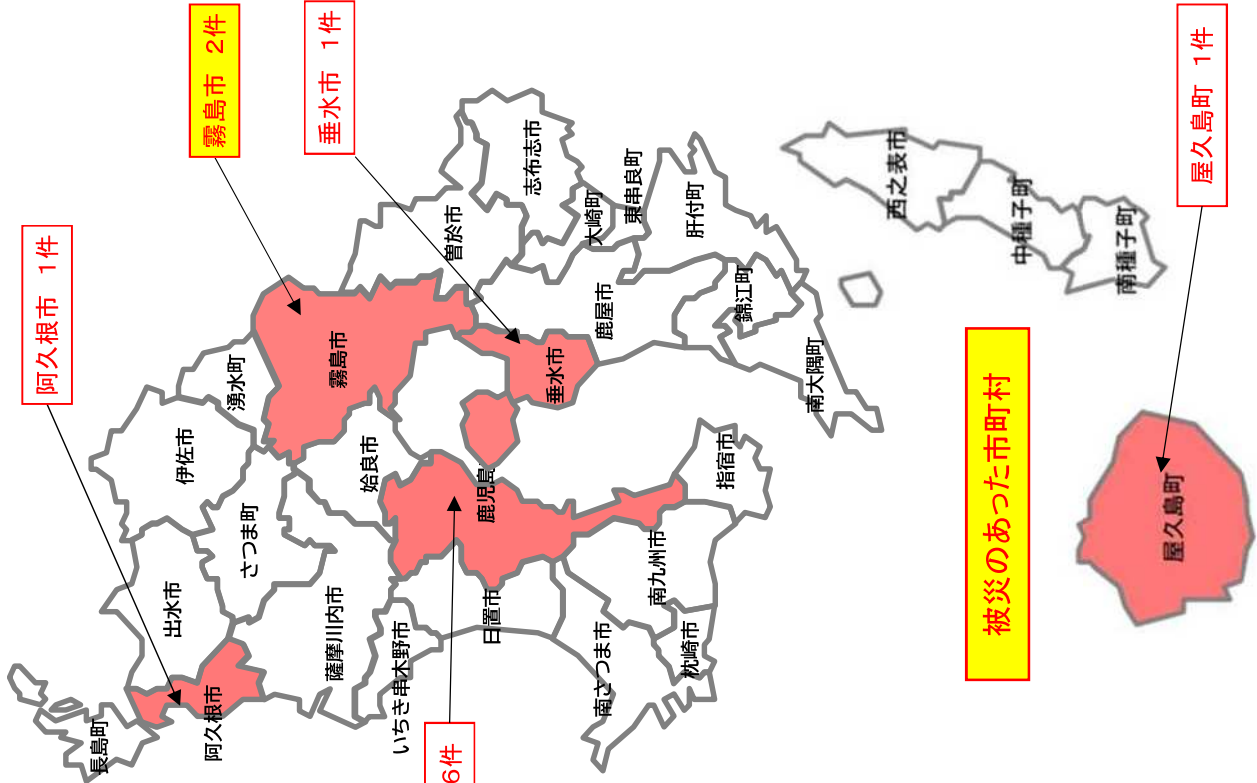 阿久根市 1件
霧島市 2件
垂水市 1件
屋久島町 1件
6件
被災のあった市町村
長島町
出水市
阿久根市
伊佐市
湧水町
さつま町
霧島市
薩摩川内市
姶良市
いちき串木野市
鹿児島
日置市
垂水市
曽於市
志布志市
大崎町
東串良町
鹿屋市
肝付町
錦江町
南大隅町
南さつま市
南九州市
枕崎市
指宿市
西之表市
中種子町
南種子町
屋久島町